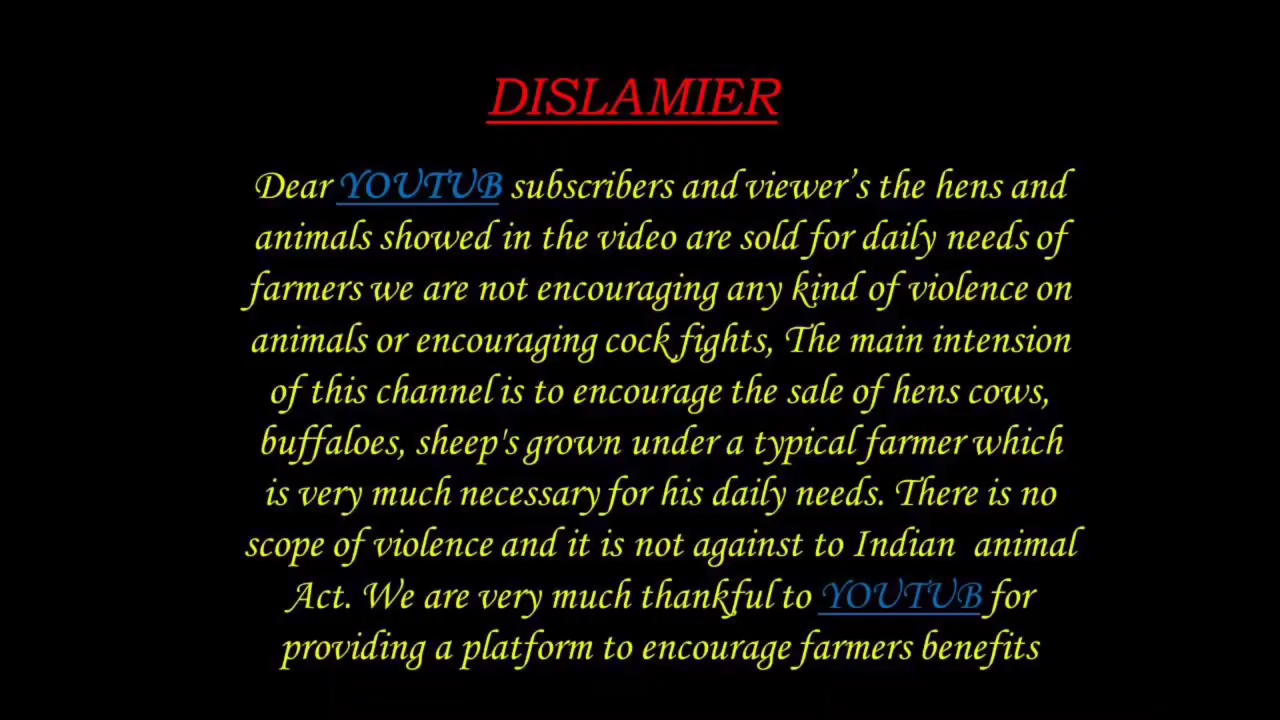 DISLAMIER
Dear YOUTUB subscribers and viewer's the hens and
animals showed in the video are sold for daily needs of
farmers we are not encouraging any kind of violence on
animals or encouraging cock fights, The main intension
of this channel is to encourage the sale of hens cows,
buffaloes, sheep's grown under a typical farmer which
is very much necessary for his daily needs. There is no
scope of violence and it is not against to Indian  animal
Act. We are very much thankful to YOUTUB for
providing a platform to encourage farmers benefits